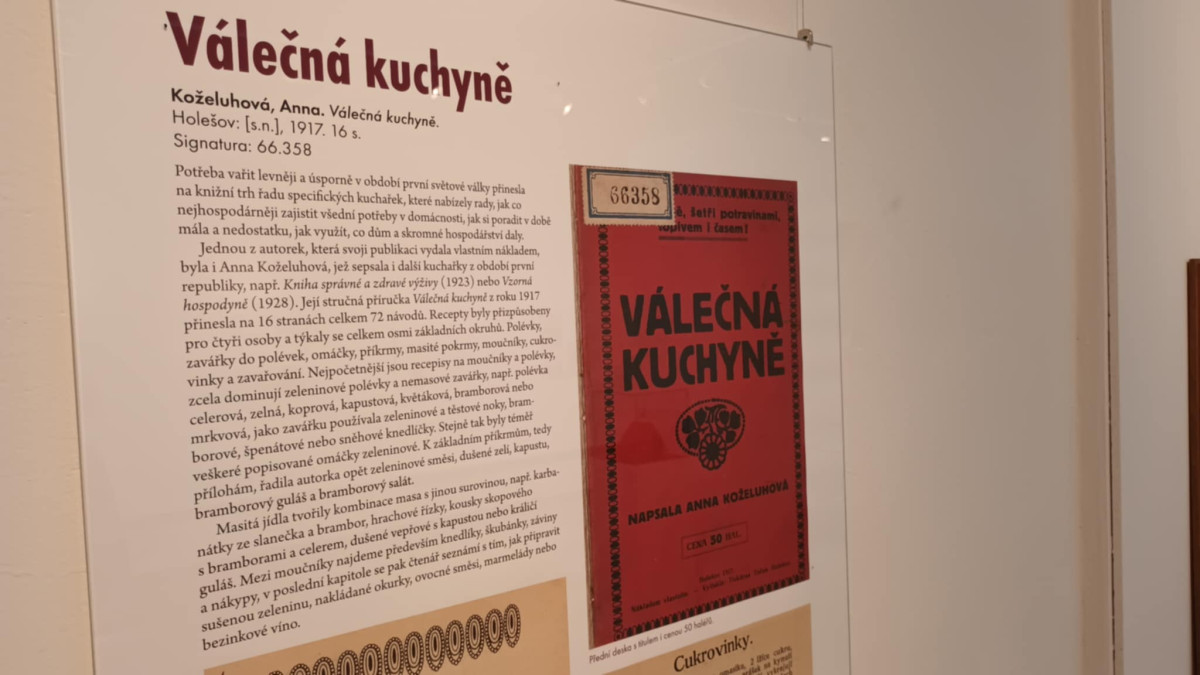 Válečná kuchyně
Koželuhová, Anna. Válečná kuchyně.
Holešov: [s.n.], 1917. 16 s.
Signatura: 66.358
Potřeba vařit levněji a úsporně v období první světové války přinesla
na knižní trh řadu specifických kuchařek, které nabízely rady, jak co
nejhospodárněji zajistit všední potřeby v domácnosti, jak si poradit v době
mála a nedostatku, jak využít, co dům a skromné hospodářství daly.
Jednou z autorek, která svoji publikaci vydala vlastním nákladem,
byla i Anna Koželuhová, jež sepsala i další kuchařky z období první
republiky, např. Kniha správné a zdravé výživy (1923) nebo Vzorná
hospodyně (1928). Její stručná příručka Válečná kuchyně z roku 1917
přinesla na 16 stranách celkem 72 návodů. Recepty byly přizpůsobeny
pro čtyři osoby a týkaly se celkem osmi základních okruhů. Polévky,
zavářky do polévek, omáčky, příkrmy, masité pokrmy, moučníky, cukro-
vinky a zavařování. Nejpočetnější jsou recepisy na moučníky a polévky,
zcela dominují zeleninové polévky a nemasové zavářky, např. polévka
celerová, zelná, koprová, kapustová, květáková, bramborová nebo
mrkvová, jako zavářku používala zeleninové a těstové noky, bram-
borové, špenátové nebo sněhové knedlíčky. Stejně tak byly téměř
veškeré popisované omáčky zeleninové. K základním příkrmům, tedy
přílohám, řadila autorka opět zeleninové směsi, dušené zelí, kapustu,
bramborový guláš a bramborový salát.
Masitá jídla tvořily kombinace masa s jinou surovinou, např. karba-
nátky ze slanečka a brambor, hrachové řízky, kousky skopového
s bramborami a celerem, dušené vepřové s kapustou nebo králičí
guláš. Mezi moučníky najdeme především knedlíky, škubánky, záviny
a nákypy, v poslední kapitole se pak čtenář seznámí s tím, jak připravit
sušenou zeleninu, nakládané okurky, ovocné směsi, marmelády nebo
bezinkové víno.
66358
šetři potravinami,
i časem!
VÁLEČNÁ
KUCHYNĚ
NAPSALA ANNA KOŽELUHOVÁ
CENA 50 HAL.
Přední deska s titulem i cenou 50 haléřů.
Cukrovinky.
2 lžíce cukru,